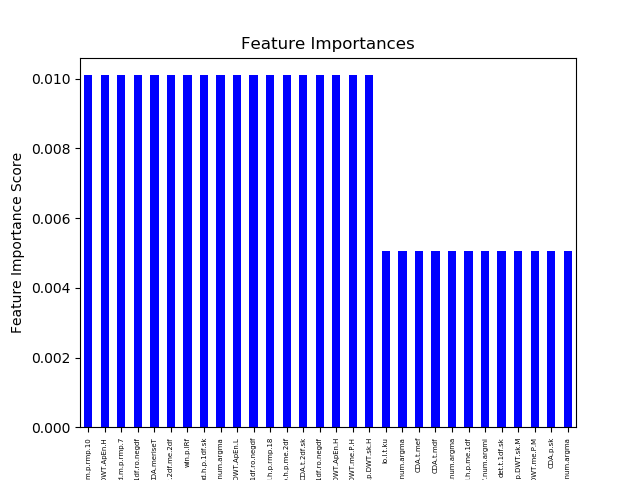 Feature Importances
Feature Importance Score
0.010
0.008
0.006
0.004
0.002
0.000
m.p.rmp.10
DWT.ApEn.H
d.m.p.rmp.7
1df.ro.negdf
CDA.meriseT
.2df.me.2df
win.p.lRf
ad.h.p.1df.sk
num.argma
DWT.ApEn.L
1df.ro.negdf
.h.p.rmp.18
o.h.p.me.2df
CDA.t.2df.sk
1df.ro.negdf
DWT.ApEn.H
DWT.me.P.H
p.DWT.sk.H
lo.l.t.ku
num.argma
CDA.t.mef
CDA.t.mdf
num.argma
.h.p.me.1df
.num.argmi
det.t.1df.sk
p.DWT.sk.M
DWT.me.P.M
CDA.p.sk
num.argma